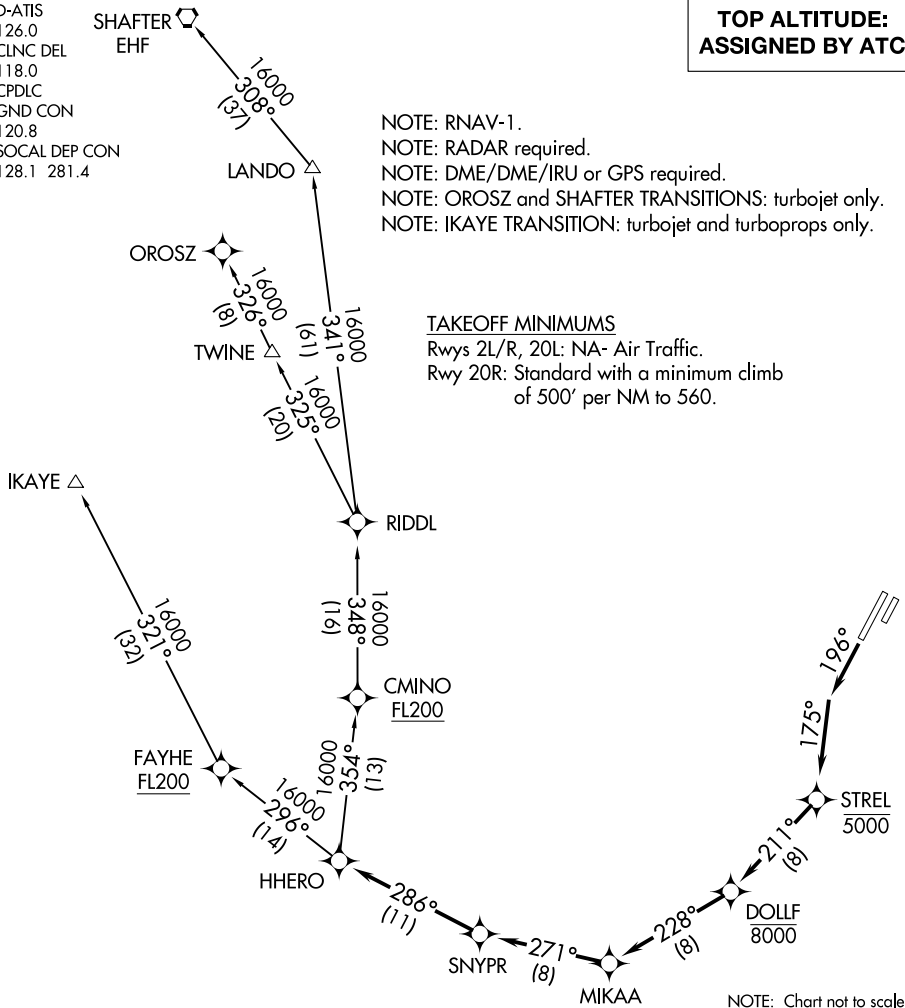 D-ATIS
126.0
CLNC DEL
118.0
CPDLC
GND CON
120.8
SOCAL DEP CON
128.1 281.4
SHAFTER
EHF
TOP ALTITUDE:
ASSIGNED BY ATC
16000
308°
(37)
LANDO
NOTE: RNAV-1.
NOTE: RADAR required.
NOTE: DME/DME/IRU or GPS required.
NOTE: OROSZ and SHAFTER TRANSITIONS: turbojet only.
NOTE: IKAYE TRANSITION: turbojet and turboprops only.
OROSZ
16000
326°
(8)
TWINE
16000
341°
(61)
16000
325°
(20)
TAKEOFF MINIMUMS
Rwys 2L/R, 20L: NA- Air Traffic.
Rwy 20R: Standard with a minimum climb
of 500' per NM to 560.
IKAYE
RIDDL
16000
321°
(32)
16000
348°
(16)
CMINO
FL200
196°
175°
FAYHE
FL200
16000
296°
(14)
16000
354°
(13)
STREL
5000
211°
(8)
HHERO
DOLLF
8000
286°
(11)
228°
(8)
SNYPR
271°
(8)
MIKAA
NOTE: Chart not to scale